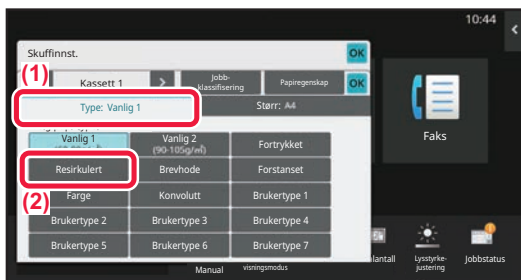 10:44
Skuffinnst.
OK
(1)
Kassett 1
Jobb-
klassifisering
Papiregenskap
OK
Type: Vanlig 1
Størr: A4
Vanlig 1
Vanlig 2
(90-105g/㎡)
Fortrykket
Resirkulert
Brevhode
Forstanset
(2)
Farge
Konvolutt
Brukertype 1
Brukertype 2
Brukertype 3
Brukertype 4
Brukertype 5
Brukertype 6
Brukertype 7
Faks
Manual
visningsmodus
Lysstyrke-
justering
Jobbstatus